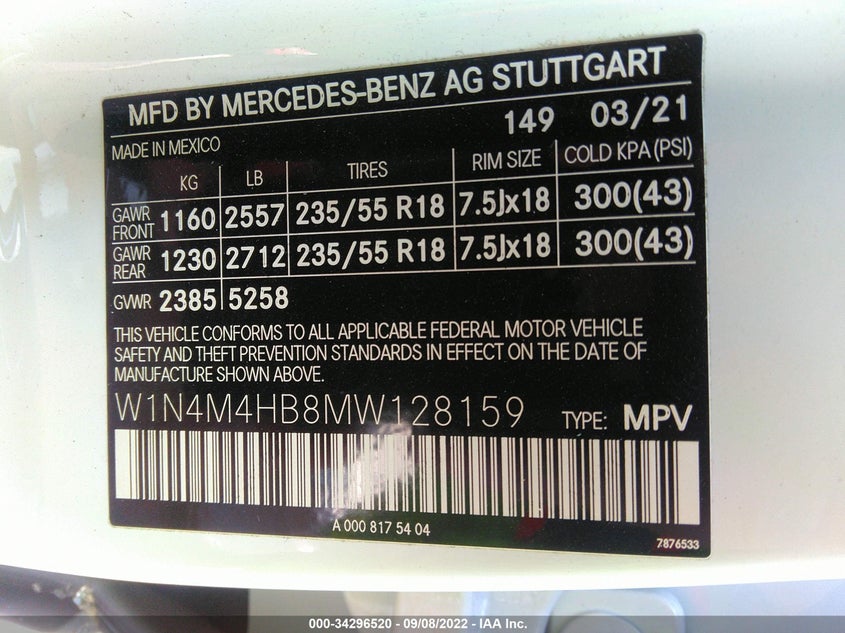 MFD BY MERCEDES-BENZ AG STUTTGART
149 03/21
MADE IN MEXICO
KG LB TIRES RIM SIZE COLD KPA (PSI)
GAWR FRONT 1160 2557 235/55 R18 7.5Jx18 300(43)
GAWR REAR 1230 2712 235/55 R18 7.5Jx18 300(43)
GVWR 2385 5258
THIS VEHICLE CONFORMS TO ALL APPLICABLE FEDERAL MOTOR VEHICLE
SAFETY AND THEFT PREVENTION STANDARDS IN EFFECT ON THE DATE OF
MANUFACTURE SHOWN ABOVE.
W1N4M4HB8MW128159 TYPE: MPV
A 000 817 54 04
7876533
000-34296520 - 09/08/2022 - IAA Inc.